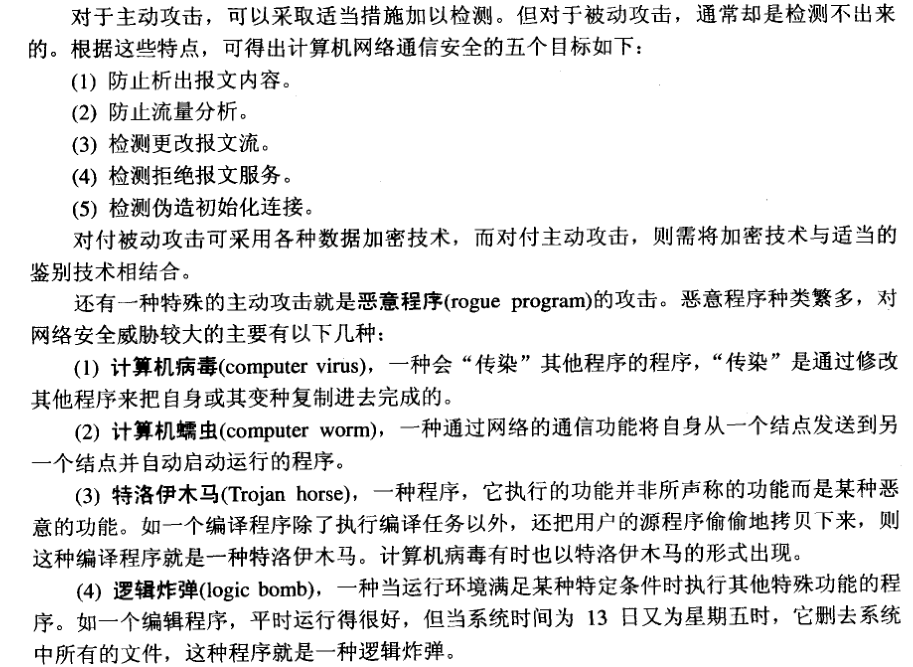 对于主动攻击，可以采取适当措施加以检测。但对于被动攻击，通常却是检测不出来
的。根据这些特点，可得出计算机网络通信安全的五个目标如下：
(1) 防止析出报文内容。
(2) 防止流量分析。
(3) 检测更改报文流。
(4) 检测拒绝报文服务。
(5) 检测伪造初始化连接。
对付被动攻击可采用各种数据加密技术，而对付主动攻击，则需将加密技术与适当的
鉴别技术相结合。
还有一种特殊的主动攻击就是恶意程序(rogue program)的攻击。恶意程序种类繁多，对
网络安全威胁较大的主要有以下几种：
(1) 计算机病毒(computer virus)，一种会“传染”其他程序的程序，“传染”是通过修改
其他程序来把自身或其变种复制进去完成的。
(2) 计算机蠕虫(computer worm)，一种通过网络的通信功能将自身从一个结点发送到另
一个结点并自动启动运行的程序。
(3) 特洛伊木马(Trojan horse)，一种程序，它执行的功能并非所声称的功能而是某种恶
意的功能。如一个编译程序除了执行编译任务以外，还把用户的源程序偷偷地拷贝下来，则
这种编译程序就是一种特洛伊木马。计算机病毒有时也以特洛伊木马的形式出现。
(4) 逻辑炸弹(logic bomb)，一种当运行环境满足某种特定条件时执行其他特殊功能的程
序。如一个编辑程序，平时运行得很好，但当系统时间为 13 日又为星期五时，它删去系统
中所有的文件，这种程序就是一种逻辑炸弹。